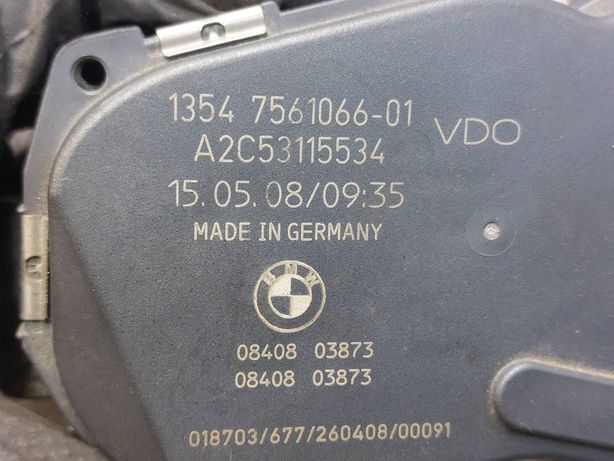 1354 7561066-01
VDO
A2C53115534
15.05.08/09:35
MADE IN GERMANY
BMW
08408 03873
08408 03873
018703/677/260408/00091